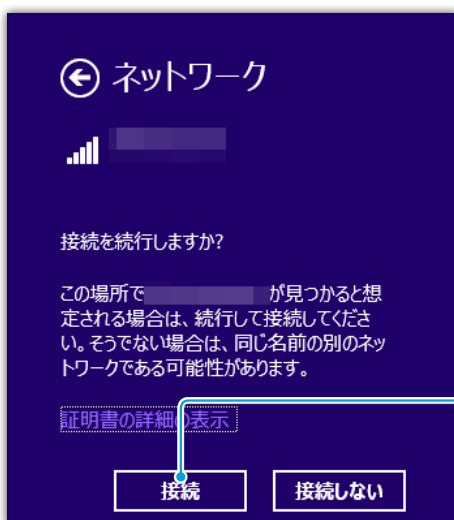 ネットワーク
接続を続行しますか?
この場所で が見つかると想
定される場合は、続行して接続してくださ
い。そうでない場合は、同じ名前の別のネッ
トワークである可能性があります。
証明書の詳細の表示
接続 接続しない